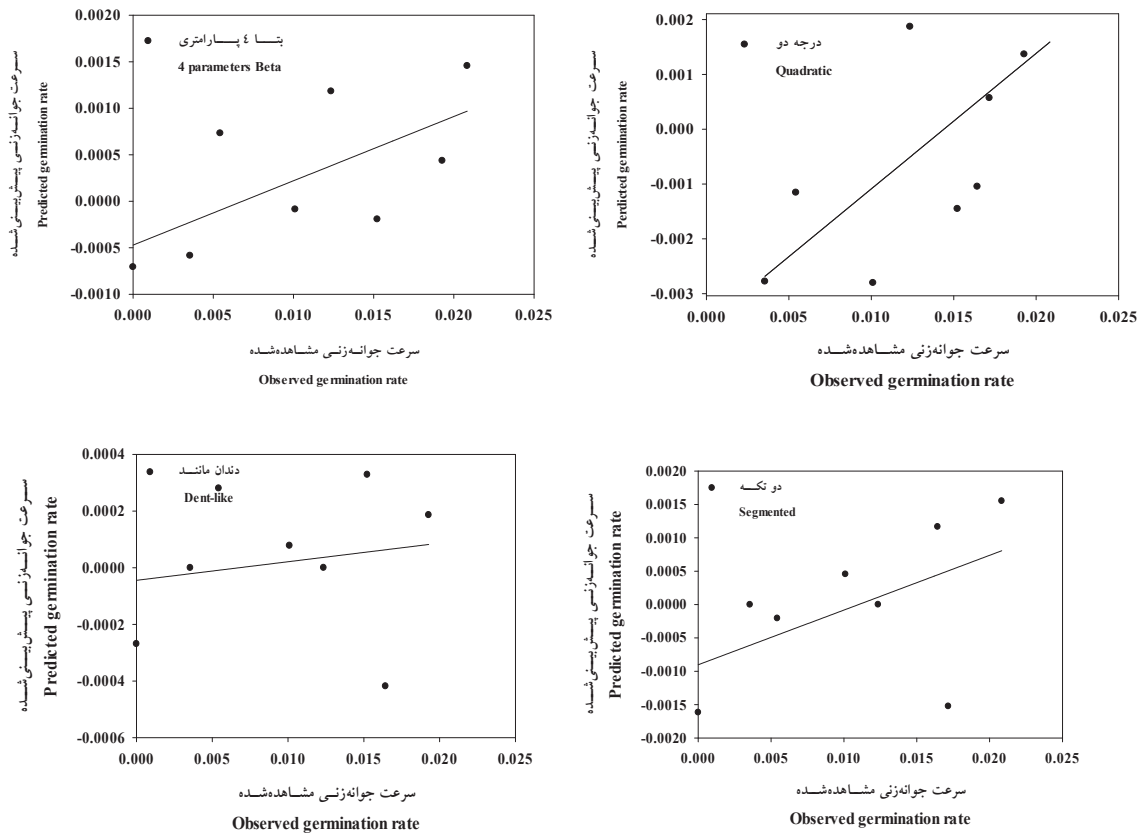 سرعت جوانه‌زنی پیش‌بینی‌شده
Predicted germination rate
0.0020
0.0015
0.0010
0.0005
0.0000
-0.0005
-0.0010
بتا ٤ پارامتری
4 parameters Beta
0.000 0.005 0.010 0.015 0.020 0.025
سرعت جوانه‌زنی مشاهده‌شده
Observed germination rate
سرعت جوانه‌زنی پیش‌بینی‌شده
Perdicted germination rate
0.002
0.001
0.000
-0.001
-0.002
-0.003
درجه دو
Quadratic
0.000 0.005 0.010 0.015 0.020 0.025
سرعت جوانه‌زنی مشاهده‌شده
Observed germination rate
سرعت جوانه‌زنی پیش‌بینی‌شده
Predicted germination rate
0.0004
0.0002
0.0000
-0.0002
-0.0004
-0.0006
دندان مانند
Dent-like
0.000 0.005 0.010 0.015 0.020 0.025
سرعت جوانه‌زنی مشاهده‌شده
Observed germination rate
سرعت جوانه‌زنی پیش‌بینی‌شده
Predicted germination rate
0.0020
0.0015
0.0010
0.0005
0.0000
-0.0005
-0.0010
-0.0015
-0.0020
دو تکه
Segmented
0.000 0.005 0.010 0.015 0.020 0.025
سرعت جوانه‌زنی مشاهده‌شده
Observed germination rate